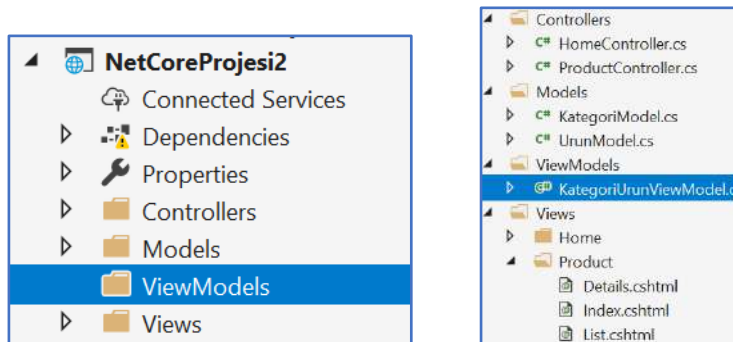 NetCoreProjesi2
Connected Services
Dependencies
Properties
Controllers
Models
ViewModels
Views
Controllers
C# HomeController.cs
C# ProductController.cs
Models
C# KategoriModel.cs
C# UrunModel.cs
ViewModels
KategoriUrunViewModel.c
Views
Home
Product
Details.cshtml
Index.cshtml
List.cshtml